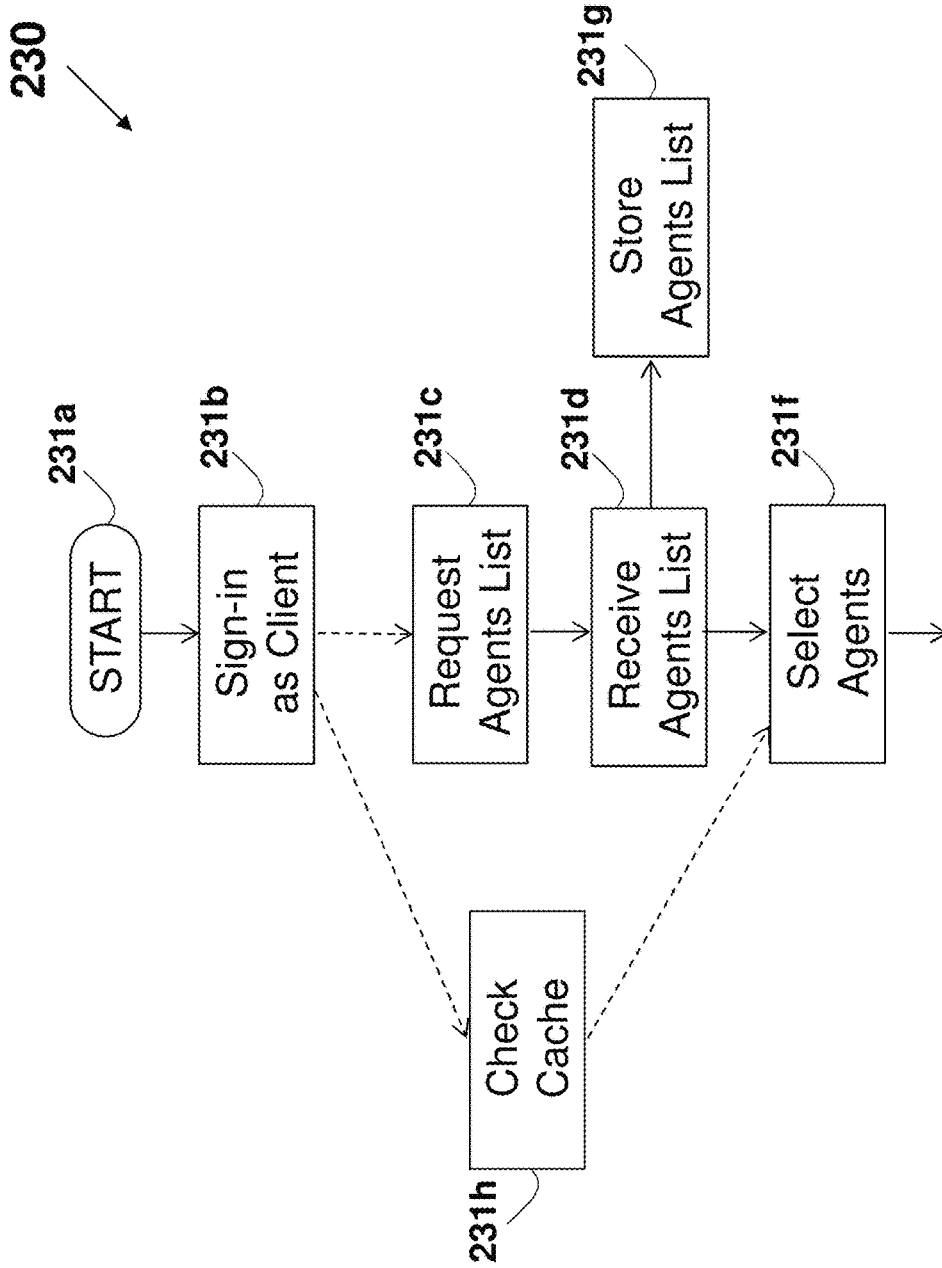 230
231a
START
231b
Sign-in
as Client
231c
Request
Agents List
231d
Receive
Agents List
231g
Store
Agents List
231h
Check
Cache
231f
Select
Agents